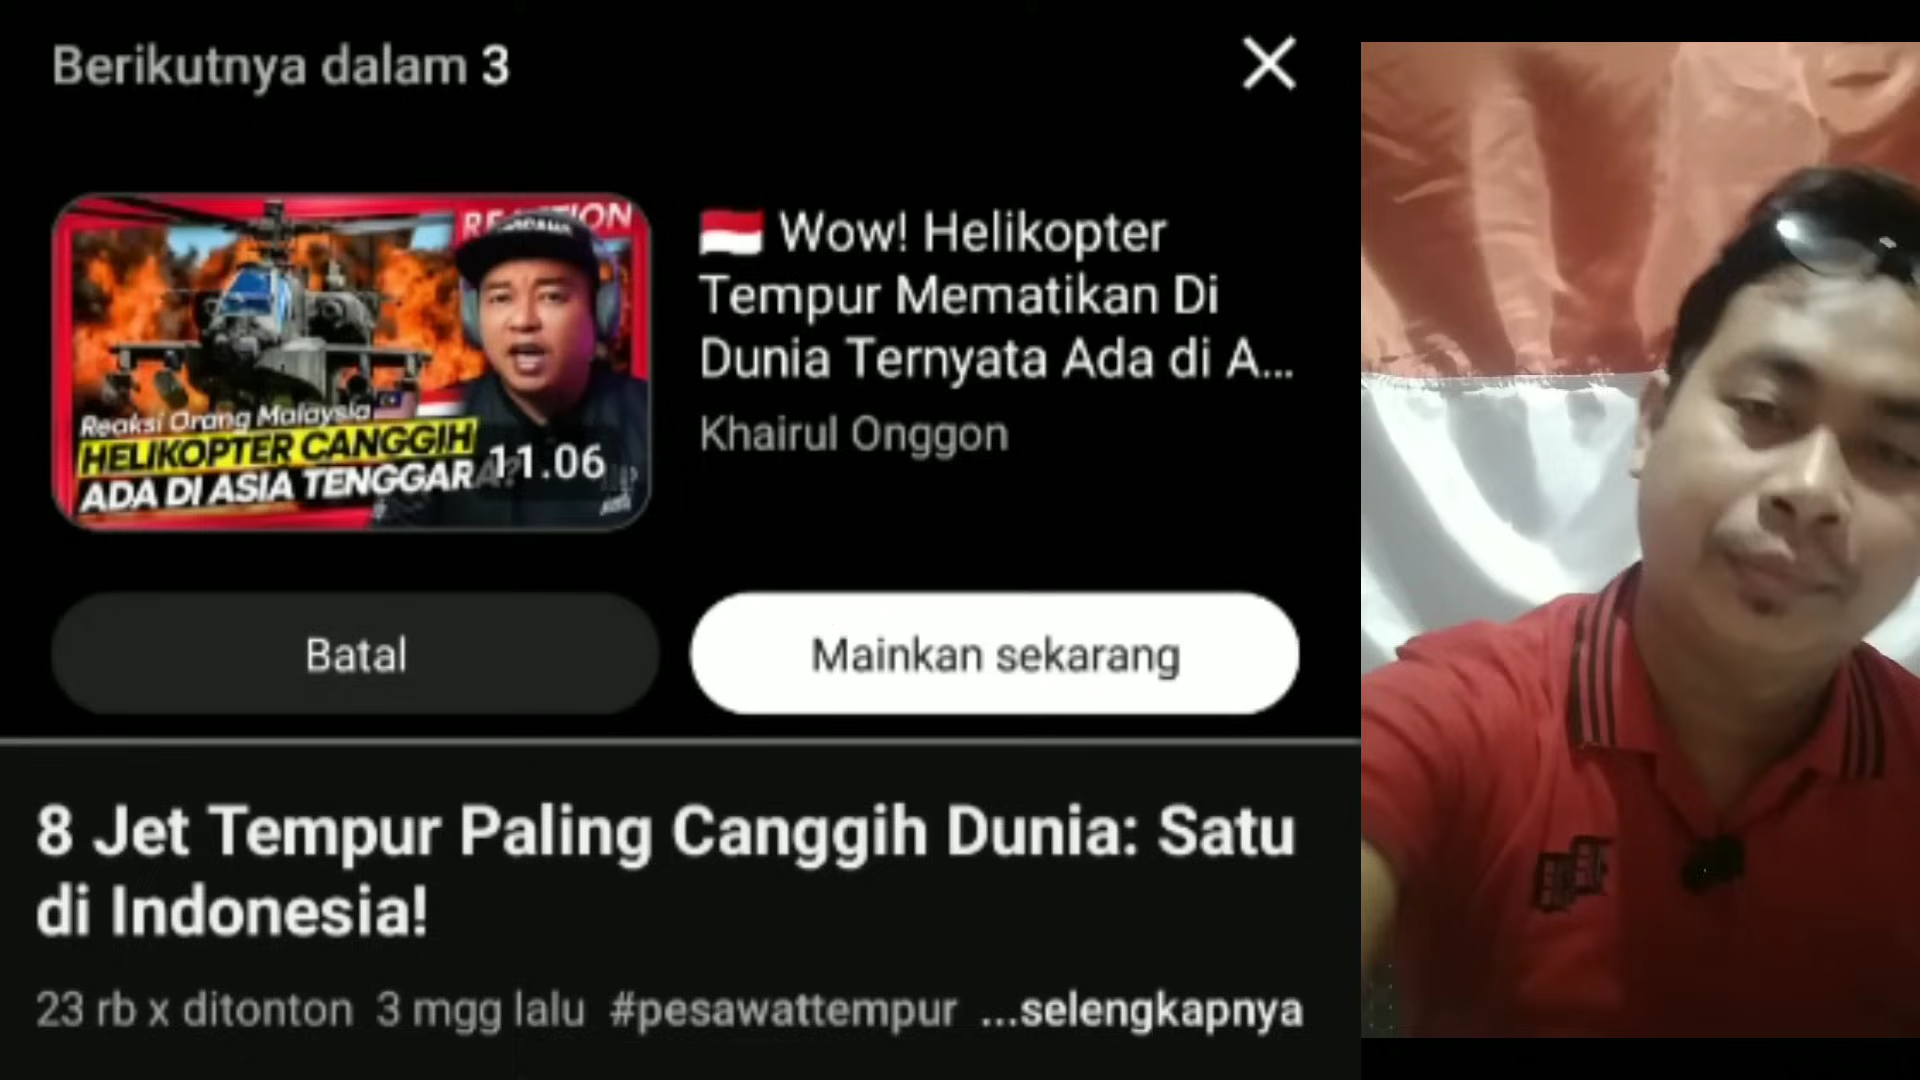 Berikutnya dalam 3
REACTION
Reaksi Orang Malaysia
HELIKOPTER CANGGIH
ADA DI ASIA TENGGARA?
11.06
🇮🇩 Wow! Helikopter
Tempur Mematikan Di
Dunia Ternyata Ada di A...
Khairul Onggon
Batal
Mainkan sekarang
8 Jet Tempur Paling Canggih Dunia: Satu
di Indonesia!
23 rb x ditonton 3 mgg lalu #pesawattempur ...selengkapnya